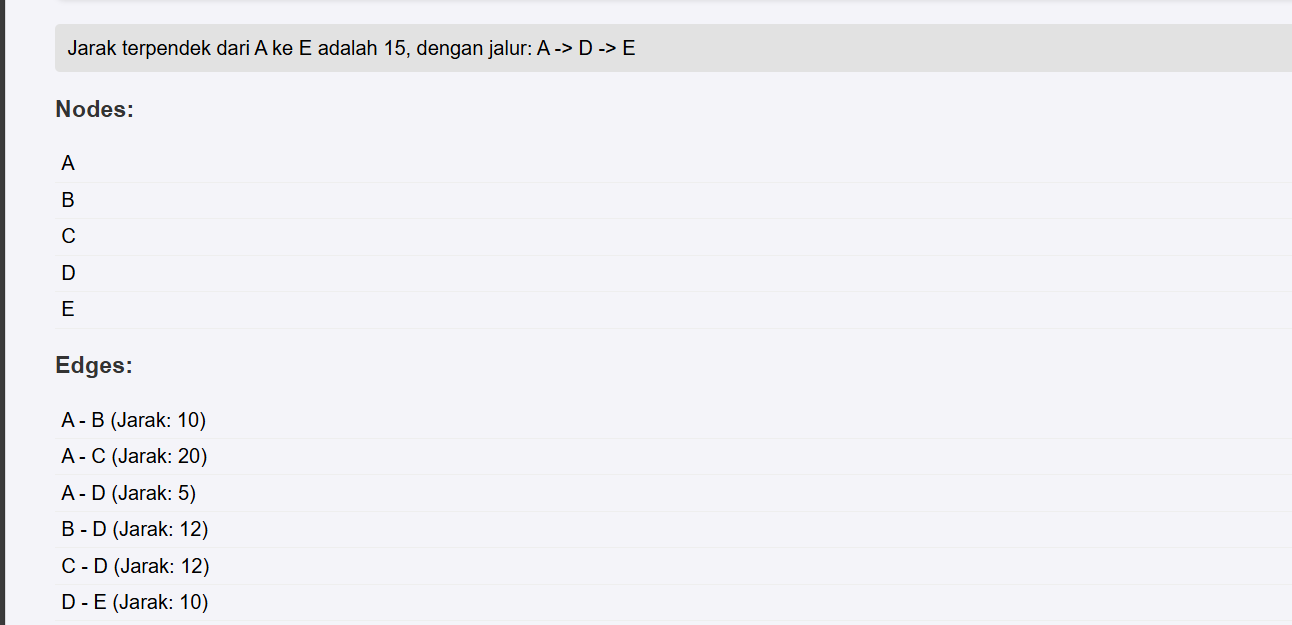 Jarak terpendek dari A ke E adalah 15, dengan jalur: A -> D -> E
Nodes:
A
B
C
D
E
Edges:
A - B (Jarak: 10)
A - C (Jarak: 20)
A - D (Jarak: 5)
B - D (Jarak: 12)
C - D (Jarak: 12)
D - E (Jarak: 10)